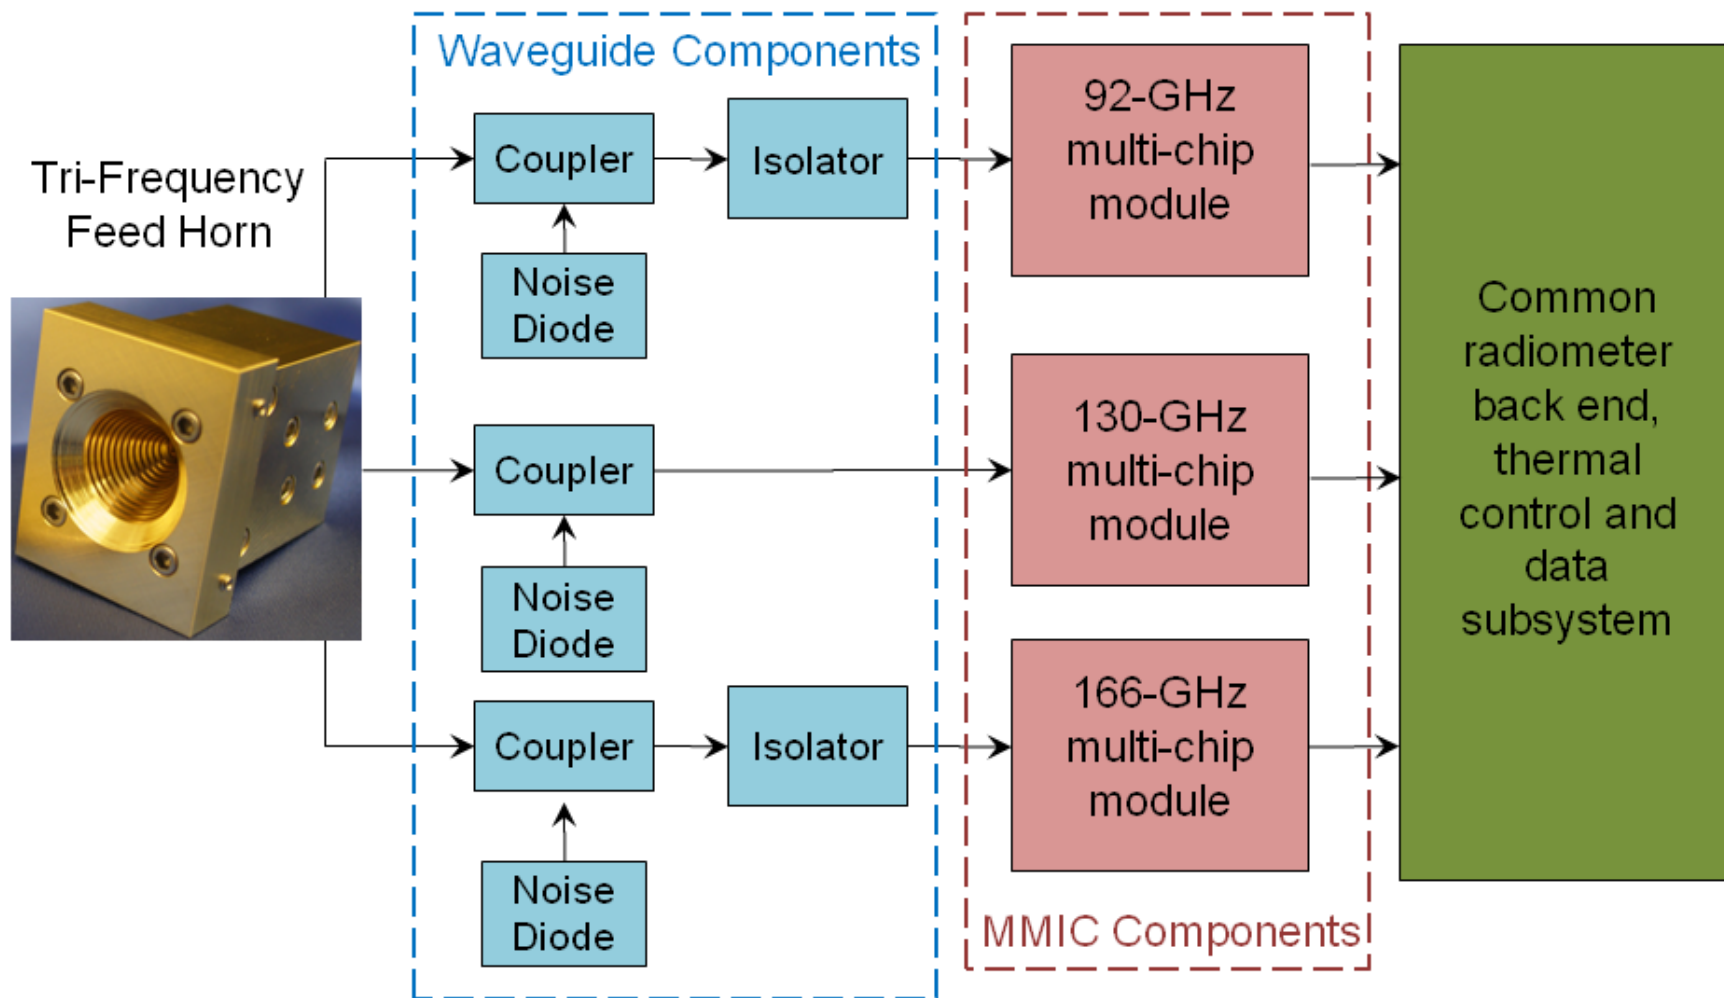 Waveguide Components
Tri-Frequency
Feed Horn
Coupler
Isolator
Noise
Diode
Coupler
Noise
Diode
Coupler
Isolator
Noise
Diode
92-GHz
multi-chip
module
130-GHz
multi-chip
module
166-GHz
multi-chip
module
MMIC Components
Common
radiometer
back end,
thermal
control and
data
subsystem